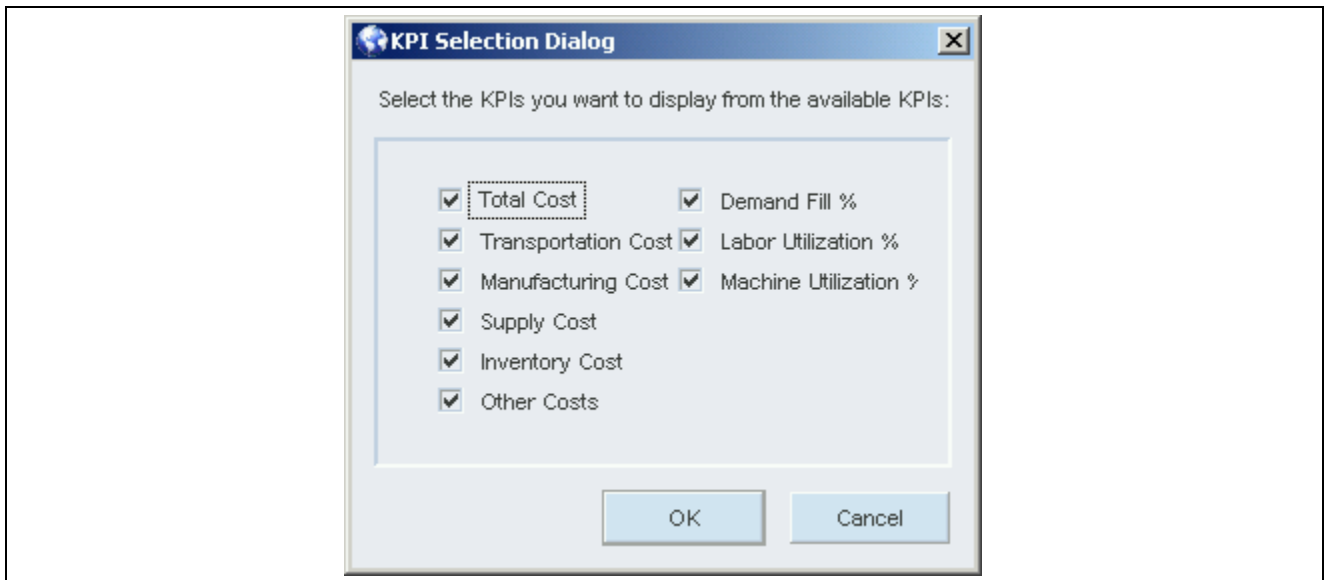 KPI Selection Dialog
Select the KPIs you want to display from the available KPIs:
Total Cost
Demand Fill %
Transportation Cost
Labor Utilization %
Manufacturing Cost
Machine Utilization
Supply Cost
Inventory Cost
Other Costs
OK
Cancel